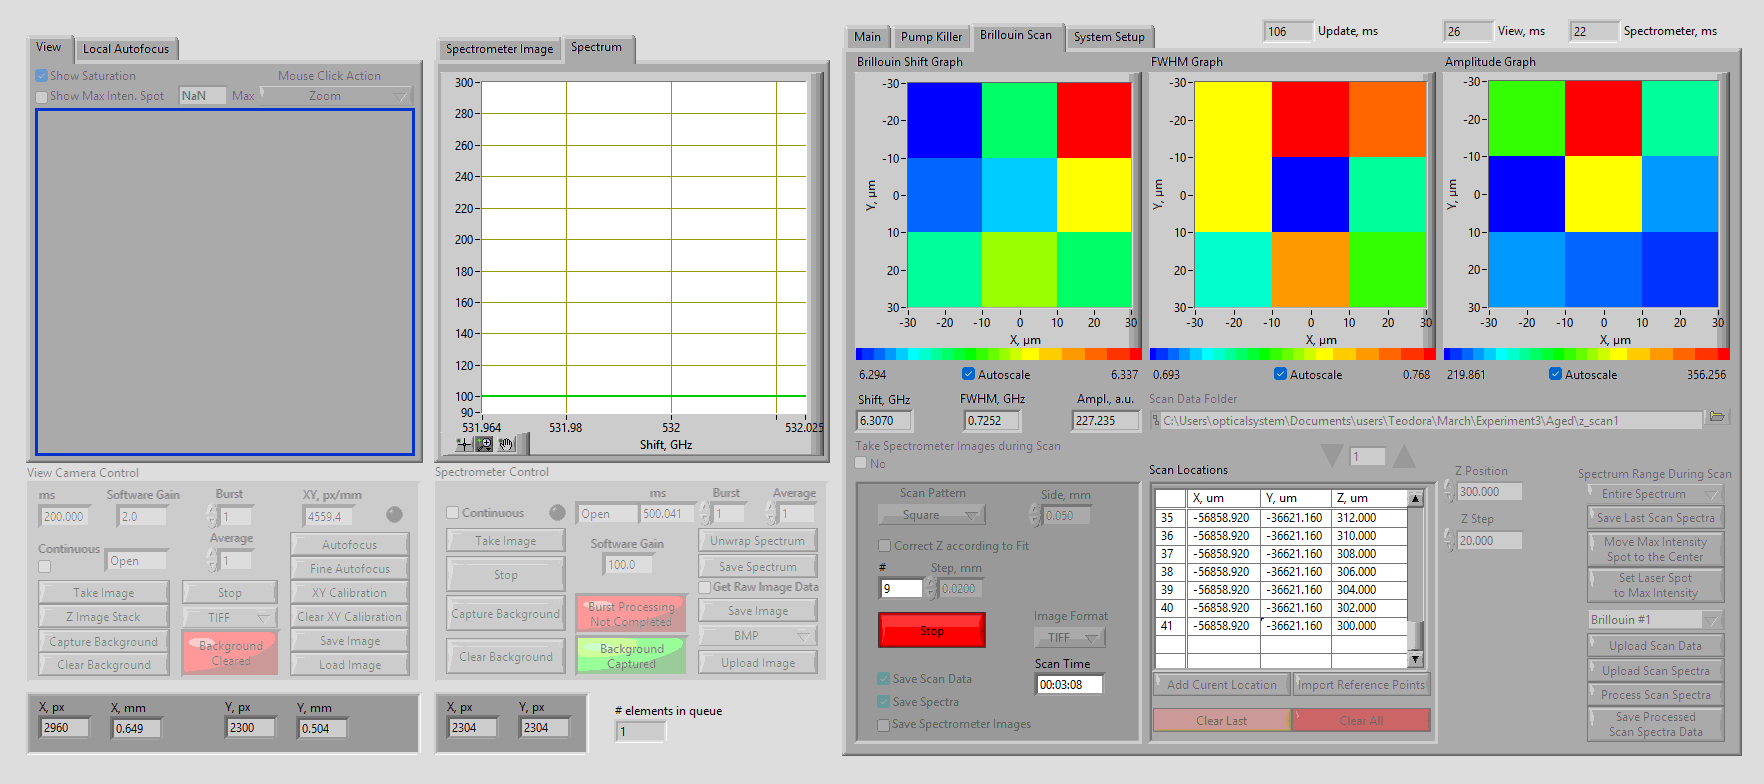 View
Local Autofocus
Show Saturation
Mouse Click Action
Show Max Inten. Spot
NaN
Max
Zoom
Spectrometer Image
Spectrum
300
280
260
240
220
200
300
180
160
140
120
100
90
531.964
531.98
532
532.025
Shift, GHz
106
Update, ms
26
View, ms
22
Spectrometer, ms
Main
Pump Killer
Brillouin Scan
System Setup
Brillouin Shift Graph
-30
-20
-10
0
10
20
30
Y, µm
-30 -20 -10 0 10 20 30
X, µm
6.294
Autoscale
6.337
FWHM Graph
-30
-20
-10
0
10
20
30
Y, µm
-30 -20 -10 0 10 20 30
X, µm
0.693
Autoscale
0.768
Amplitude Graph
-30
-20
-10
0
10
20
30
Y, µm
-30 -20 -10 0 10 20 30
X, µm
219.861
Autoscale
356.256
Shift, GHz
6.3070
FWHM, GHz
0.7252
Ampl., a.u.
227.235
Scan Data Folder
C:\Users\opticalsystem\Documents\users\Teodora\March\Experiment3\Aged\z_scan1
Take Spectrometer Images during Scan
No
1
View Camera Control
ms
200.000
Software Gain
2.0
Burst
1
XY, px/mm
4559.4
Average
1
Continuous
Open
Autofocus
Fine Autofocus
XY Calibration
Clear XY Calibration
Save Image
Load Image
Take Image
Z Image Stack
Capture Background
Clear Background
Stop
TIFF
Background
Cleared
Spectrometer Control
Continuous
Open
ms
500.041
Burst
1
Average
1
Take Image
Stop
Capture Background
Clear Background
Software Gain
100.0
Unwrap Spectrum
Save Spectrum
Get Raw Image Data
Save Image
BMP
Upload Image
Burst Processing
Not Completed
Background
Captured
X, px
2960
X, mm
0.649
Y, px
2300
Y, mm
0.504
X, px
2304
Y, px
2304
# elements in queue
1
Scan Pattern
Square
Side, mm
0.050
Correct Z according to Fit
#
9
Step, mm
0.0200
Stop
Image Format
TIFF
Scan Time
00:03:08
Save Scan Data
Save Spectra
Save Spectrometer Images
Scan Locations
X, um Y, um Z, um
35 -56858.920 -36621.160 312.000
36 -56858.920 -36621.160 310.000
37 -56858.920 -36621.160 308.000
38 -56858.920 -36621.160 306.000
39 -56858.920 -36621.160 304.000
40 -56858.920 -36621.160 302.000
41 -56858.920 -36621.160 300.000
Add Curent Location
Import Reference Points
Clear Last
Clear All
Z Position
300.000
Z Step
20.000
Spectrum Range During Scan
Entire Spectrum
Save Last Scan Spectra
Move Max Intensity
Spot to the Center
Set Laser Spot
to Max Intensity
Brillouin #1
Upload Scan Data
Upload Scan Spectra
Process Scan Spectra
Save Processed
Scan Spectra Data